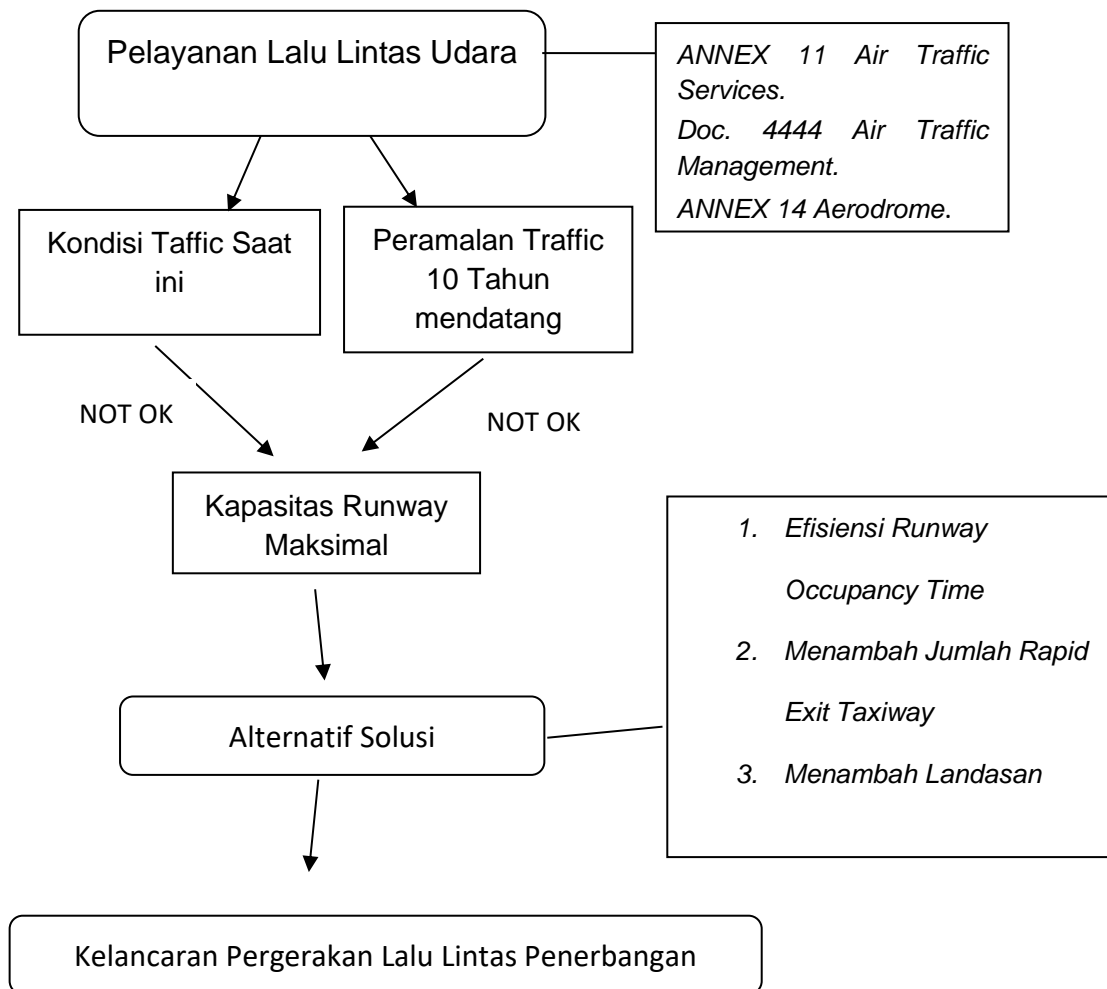 Pelayanan Lalu Lintas Udara
ANNEX 11 Air Traffic
Services.
Doc. 4444 Air Traffic
Management.
ANNEX 14 Aerodrome.
Kondisi Taffic Saat
ini
Peramalan Traffic
10 Tahun
mendatang
NOT OK
NOT OK
Kapasitas Runway
Maksimal
1. Efisiensi Runway
Occupancy Time
2. Menambah Jumlah Rapid
Exit Taxiway
3. Menambah Landasan
Alternatif Solusi
Kelancaran Pergerakan Lalu Lintas Penerbangan